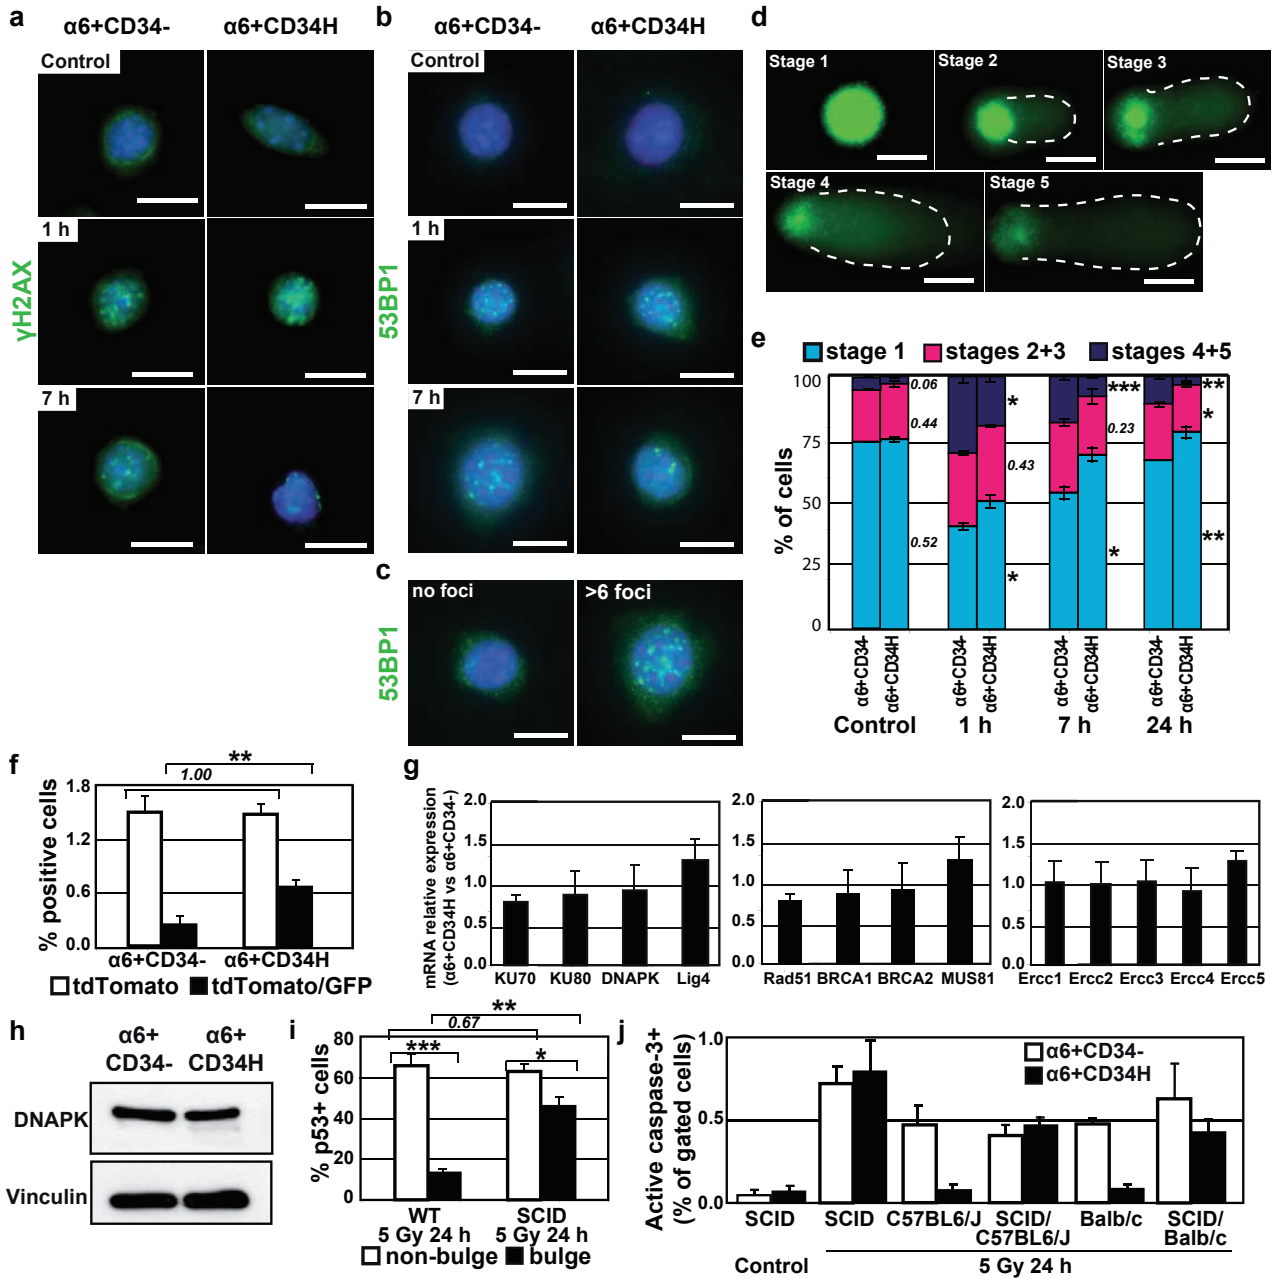 a
α6+CD34-
α6+CD34H
Control
1 h
7 h
γH2AX
b
α6+CD34-
α6+CD34H
Control
1 h
7 h
53BP1
c
no foci
>6 foci
53BP1
d
Stage 1
Stage 2
Stage 3
Stage 4
Stage 5
e
stage 1
stages 2+3
stages 4+5
% of cells
100
75
50
25
0
0.06
0.44
0.52
*
0.43
*
***
0.23
*
**
*
**
α6+CD34-
α6+CD34H
α6+CD34-
α6+CD34H
α6+CD34-
α6+CD34H
α6+CD34-
α6+CD34H
Control
1 h
7 h
24 h
f
**
1.00
% positive cells
1.8
1.2
0.6
0.0
α6+CD34-
α6+CD34H
tdTomato
tdTomato/GFP
g
mRNA relative expression
(α6+CD34H vs α6+CD34-)
2.0
1.5
1.0
0.5
0.0
KU70 KU80 DNAPK Lig4
2.0
1.5
1.0
0.5
0.0
Rad51 BRCA1 BRCA2 MUS81
2.0
1.5
1.0
0.5
0.0
Ercc1 Ercc2 Ercc3 Ercc4 Ercc5
h
α6+
CD34-
α6+
CD34H
DNAPK
Vinculin
i
**
0.67
***
*
% p53+ cells
80
60
40
20
0
WT
5 Gy 24 h
SCID
5 Gy 24 h
non-bulge
bulge
j
Active caspase-3+
(% of gated cells)
1.0
0.5
0.0
α6+CD34-
α6+CD34H
SCID
SCID
C57BL6/J
SCID/
C57BL6/J
Balb/c
SCID/
Balb/c
Control
5 Gy 24 h